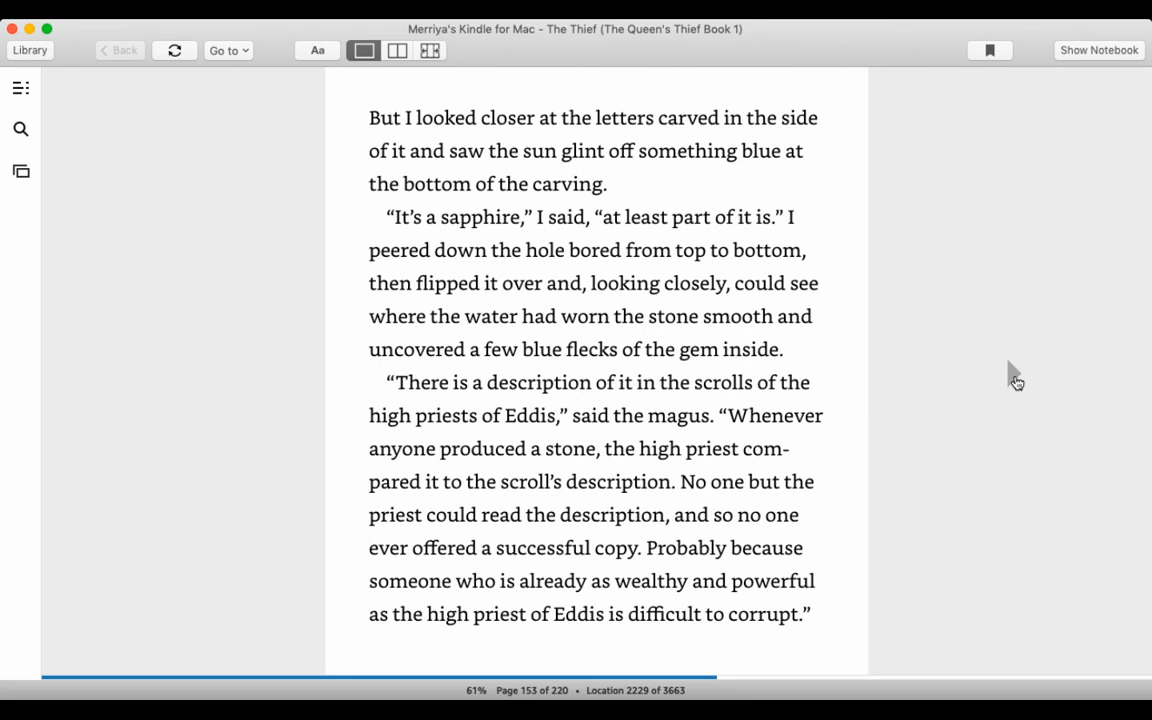 Merriya's Kindle for Mac - The Thief (The Queen's Thief Book 1)
Library
Back
Go to
Aa
Show Notebook
But I looked closer at the letters carved in the side
of it and saw the sun glint off something blue at
the bottom of the carving.
“It’s a sapphire,” I said, “at least part of it is.” I
peered down the hole bored from top to bottom,
then flipped it over and, looking closely, could see
where the water had worn the stone smooth and
uncovered a few blue flecks of the gem inside.
“There is a description of it in the scrolls of the
high priests of Eddis,” said the magus. “Whenever
anyone produced a stone, the high priest com-
pared it to the scroll’s description. No one but the
priest could read the description, and so no one
ever offered a successful copy. Probably because
someone who is already as wealthy and powerful
as the high priest of Eddis is difficult to corrupt.”
61% Page 153 of 220 • Location 2229 of 3663